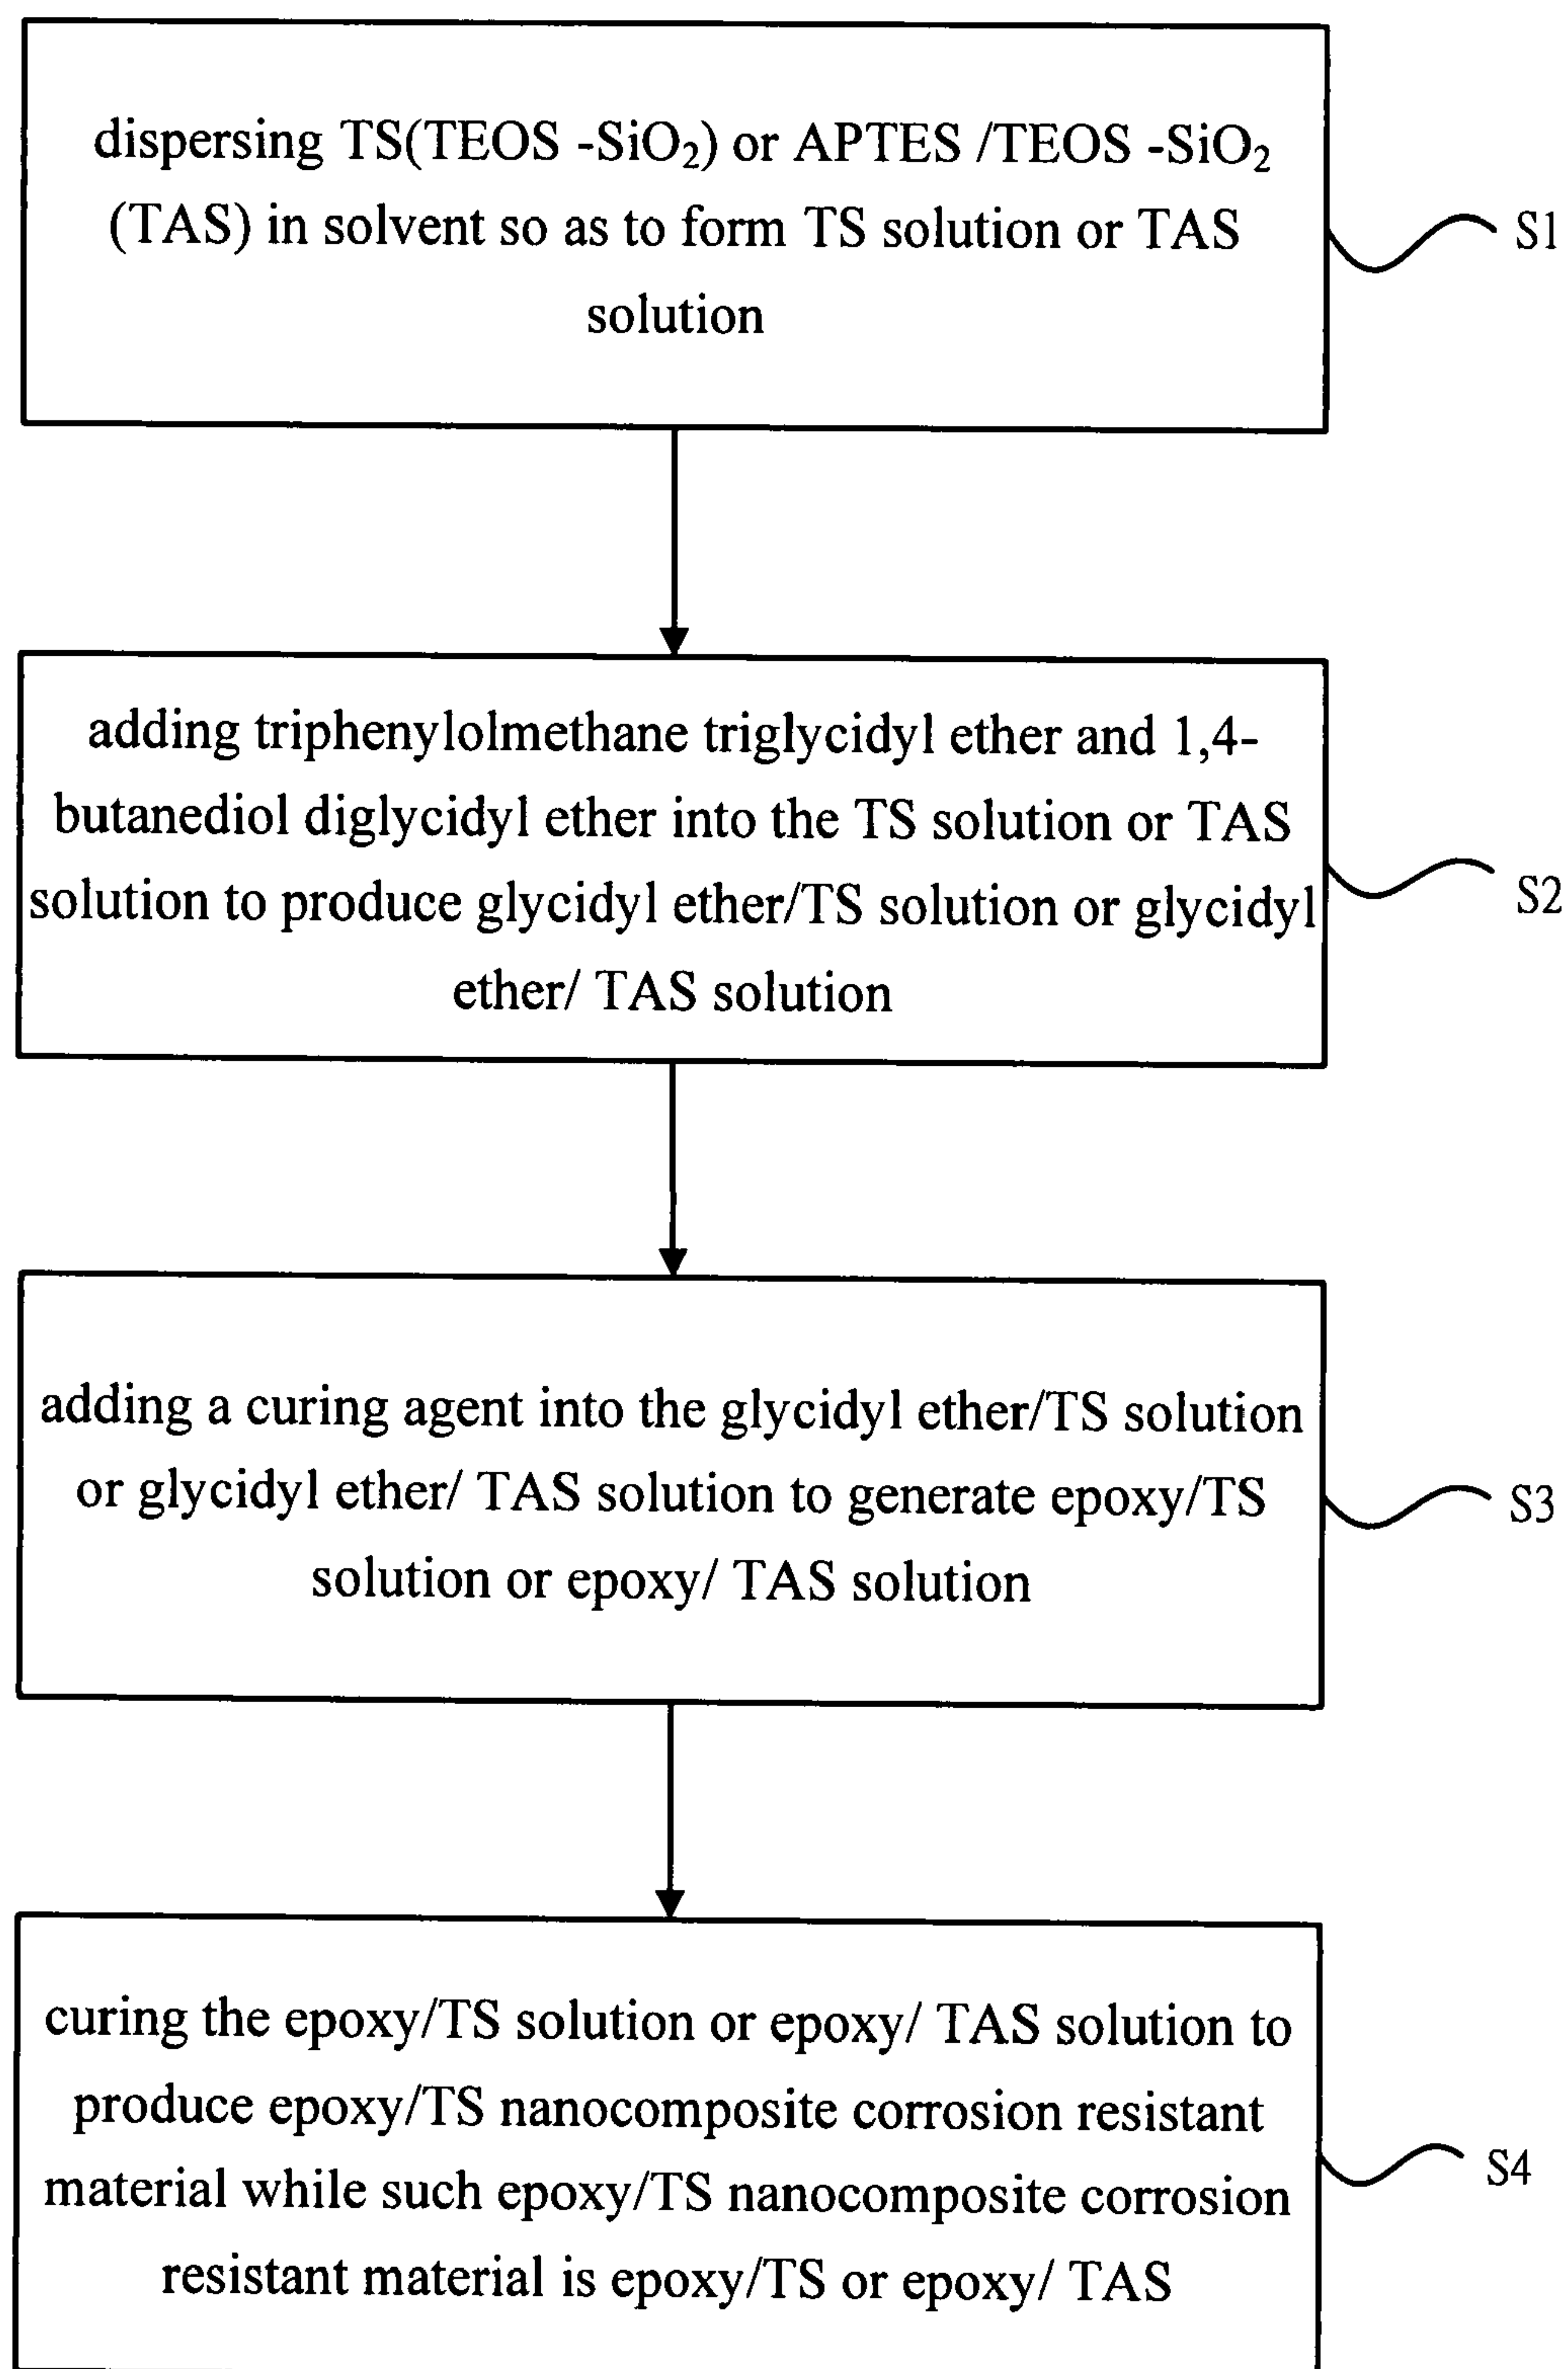 dispersing TS(TEOS -SiO₂) or APTES /TEOS -SiO₂
(TAS) in solvent so as to form TS solution or TAS
solution
S1
adding triphenylolmethane triglycidyl ether and 1,4-
butanediol diglycidyl ether into the TS solution or TAS
solution to produce glycidyl ether/TS solution or glycidyl
ether/ TAS solution
S2
adding a curing agent into the glycidyl ether/TS solution
or glycidyl ether/ TAS solution to generate epoxy/TS
solution or epoxy/ TAS solution
S3
curing the epoxy/TS solution or epoxy/ TAS solution to
produce epoxy/TS nanocomposite corrosion resistant
material while such epoxy/TS nanocomposite corrosion
resistant material is epoxy/TS or epoxy/ TAS
S4